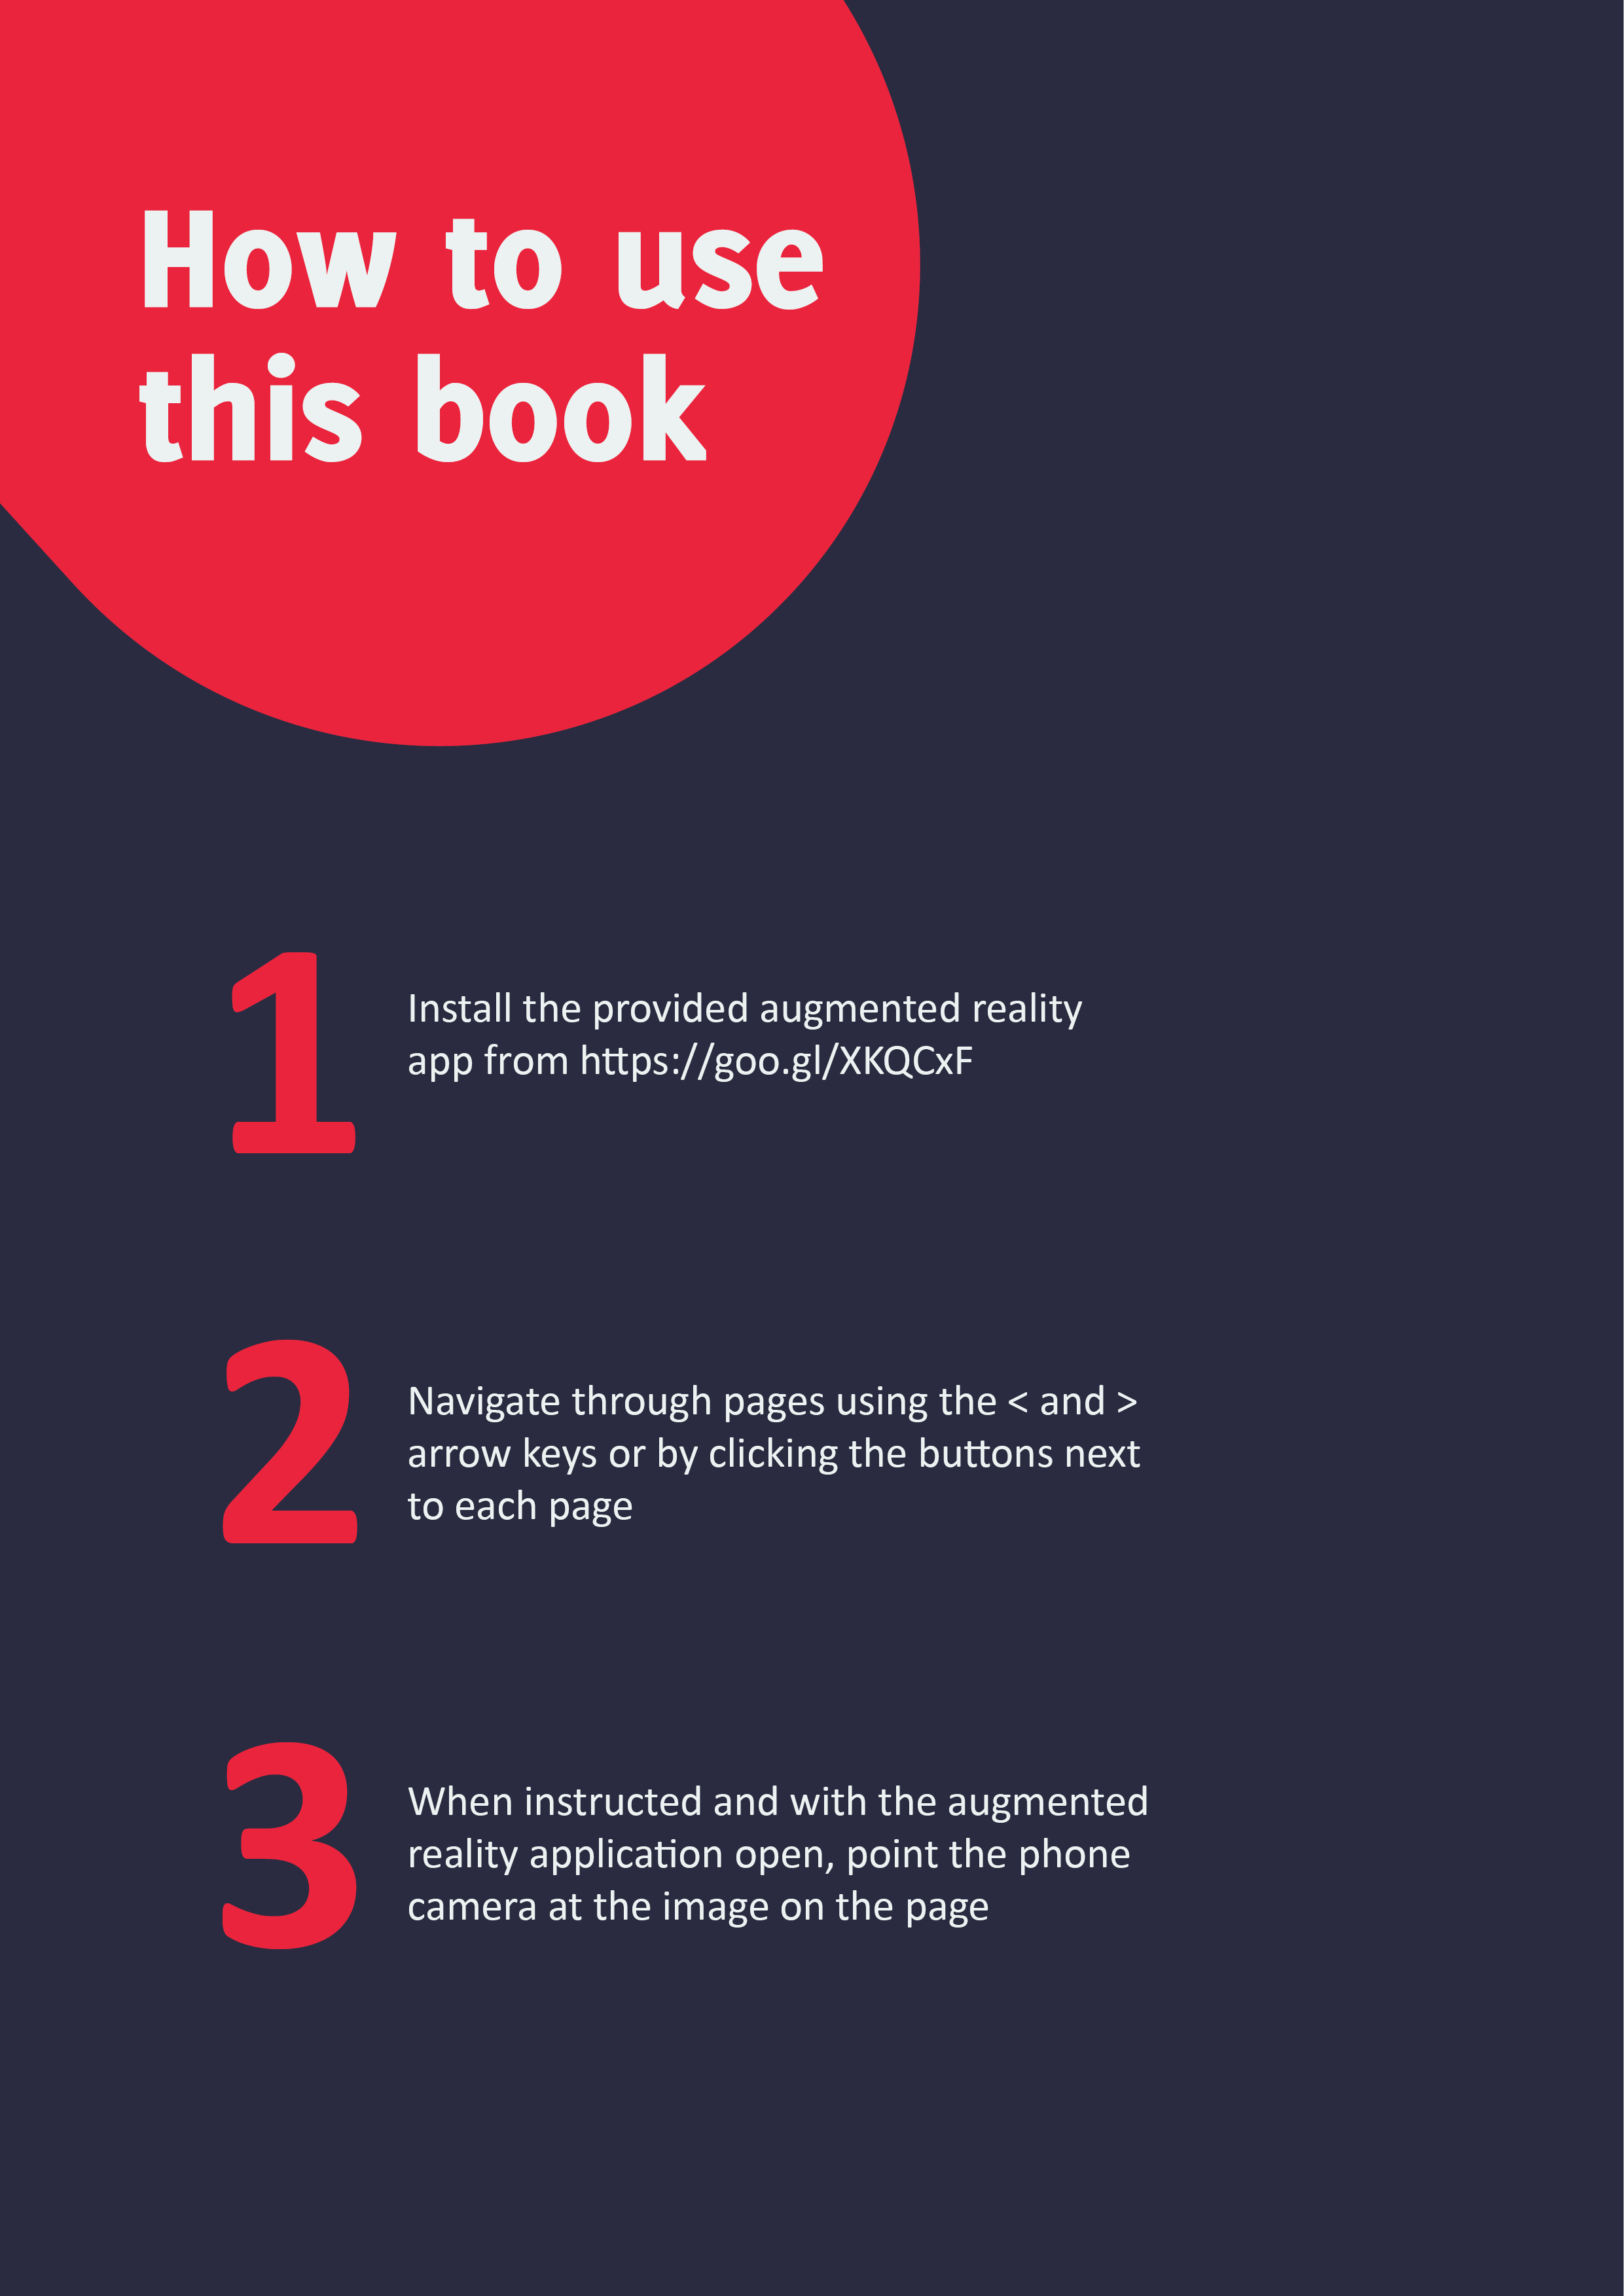 How to use
this book
1
Install the provided augmented reality
app from https://goo.gl/XKQCxF
2
Navigate through pages using the < and >
arrow keys or by clicking the buttons next
to each page
3
When instructed and with the augmented
reality application open, point the phone
camera at the image on the page